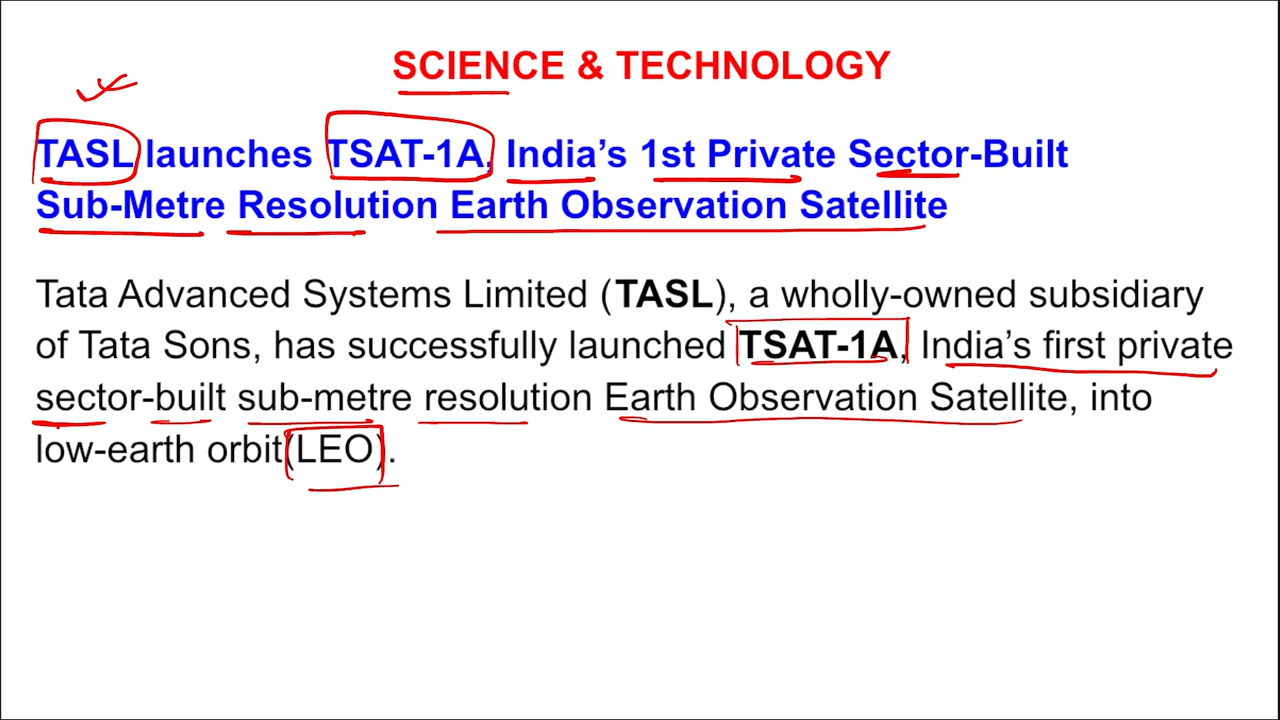 SCIENCE & TECHNOLOGY
TASL launches TSAT-1A, India’s 1st Private Sector-Built
Sub-Metre Resolution Earth Observation Satellite
Tata Advanced Systems Limited (TASL), a wholly-owned subsidiary
of Tata Sons, has successfully launched TSAT-1A, India’s first private
sector-built sub-metre resolution Earth Observation Satellite, into
low-earth orbit(LEO).